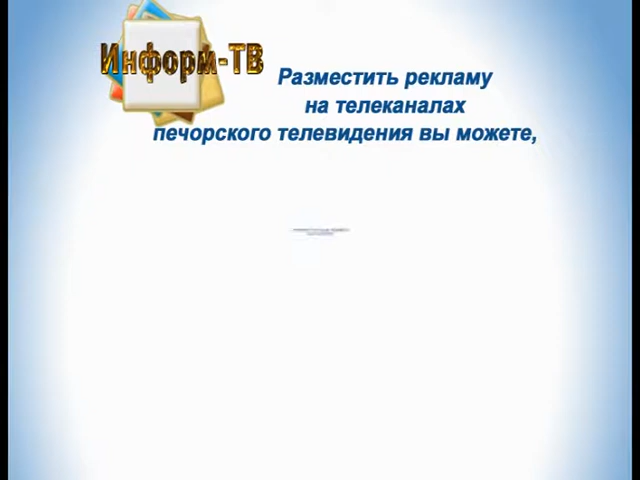 Информ-ТВ
Разместить рекламу
на телеканалах
печорского телевидения вы можете,